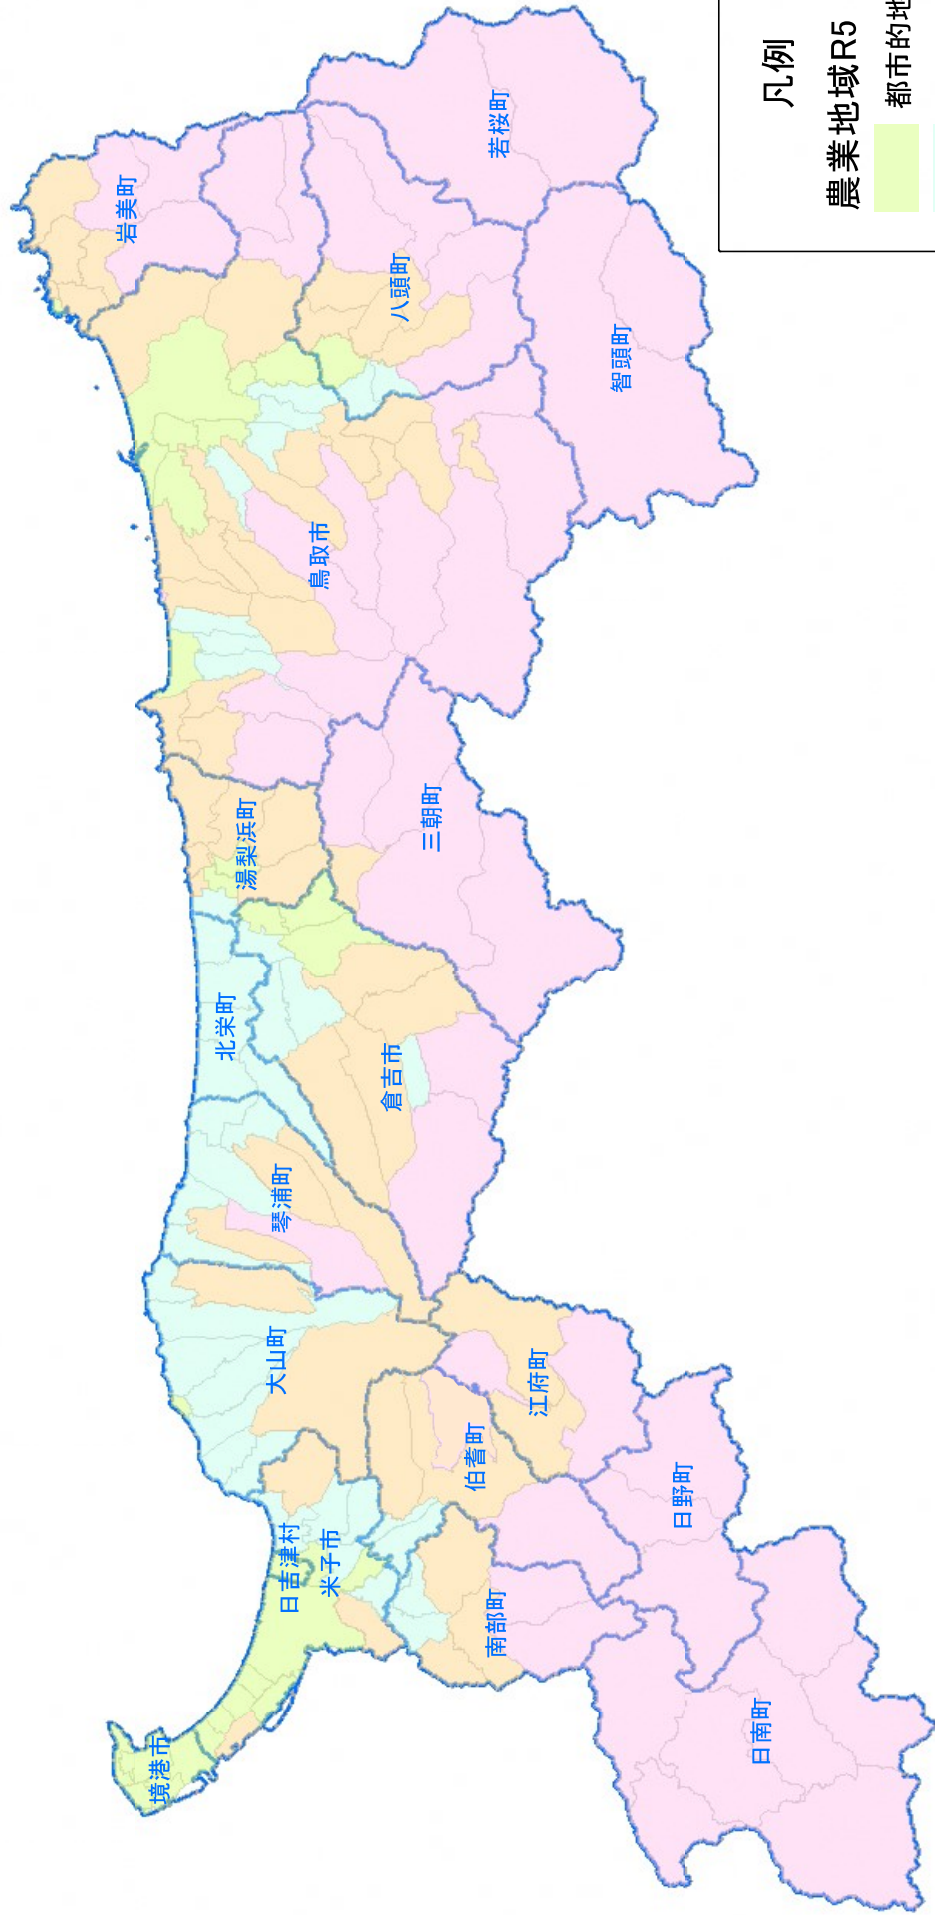 岩美町
若桜町
八頭町
智頭町
鳥取市
湯梨浜町
三朝町
北栄町
倉吉市
琴浦町
大山町
江府町
伯耆町
日野町
日吉津村
米子市
南部町
境港市
日南町
凡例
農業地域R5
都市的地